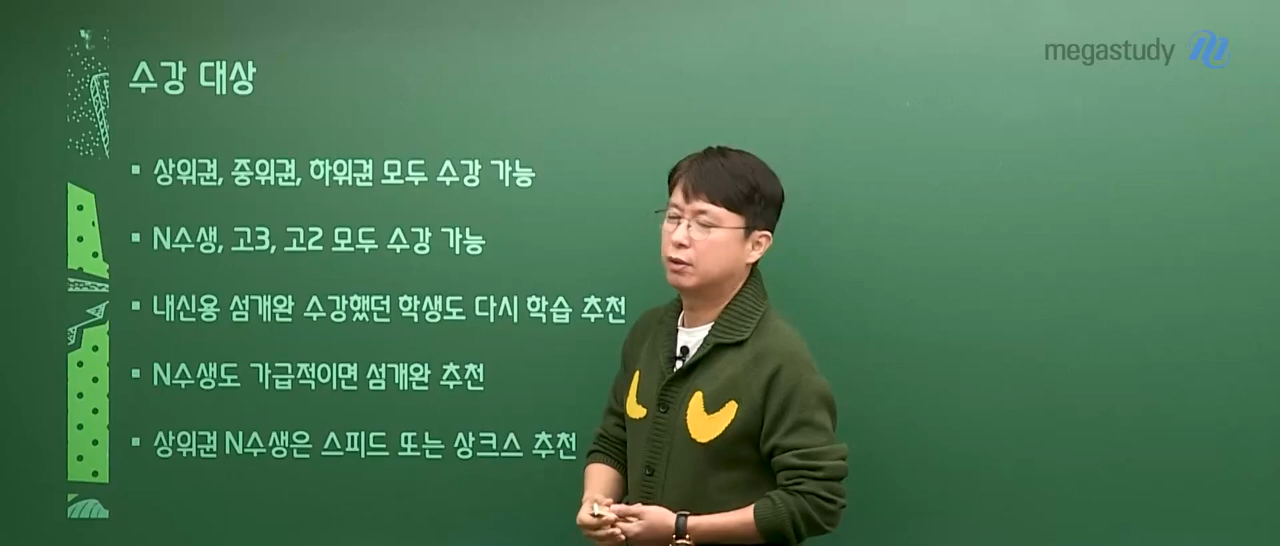 megastudy
수강 대상
▪ 상위권, 중위권, 하위권 모두 수강 가능
▪ N수생, 고3, 고2 모두 수강 가능
▪ 내신용 섬개완 수강했던 학생도 다시 학습 추천
▪ N수생도 가급적이면 섬개완 추천
▪ 상위권 N수생은 스피드 또는 상크스 추천